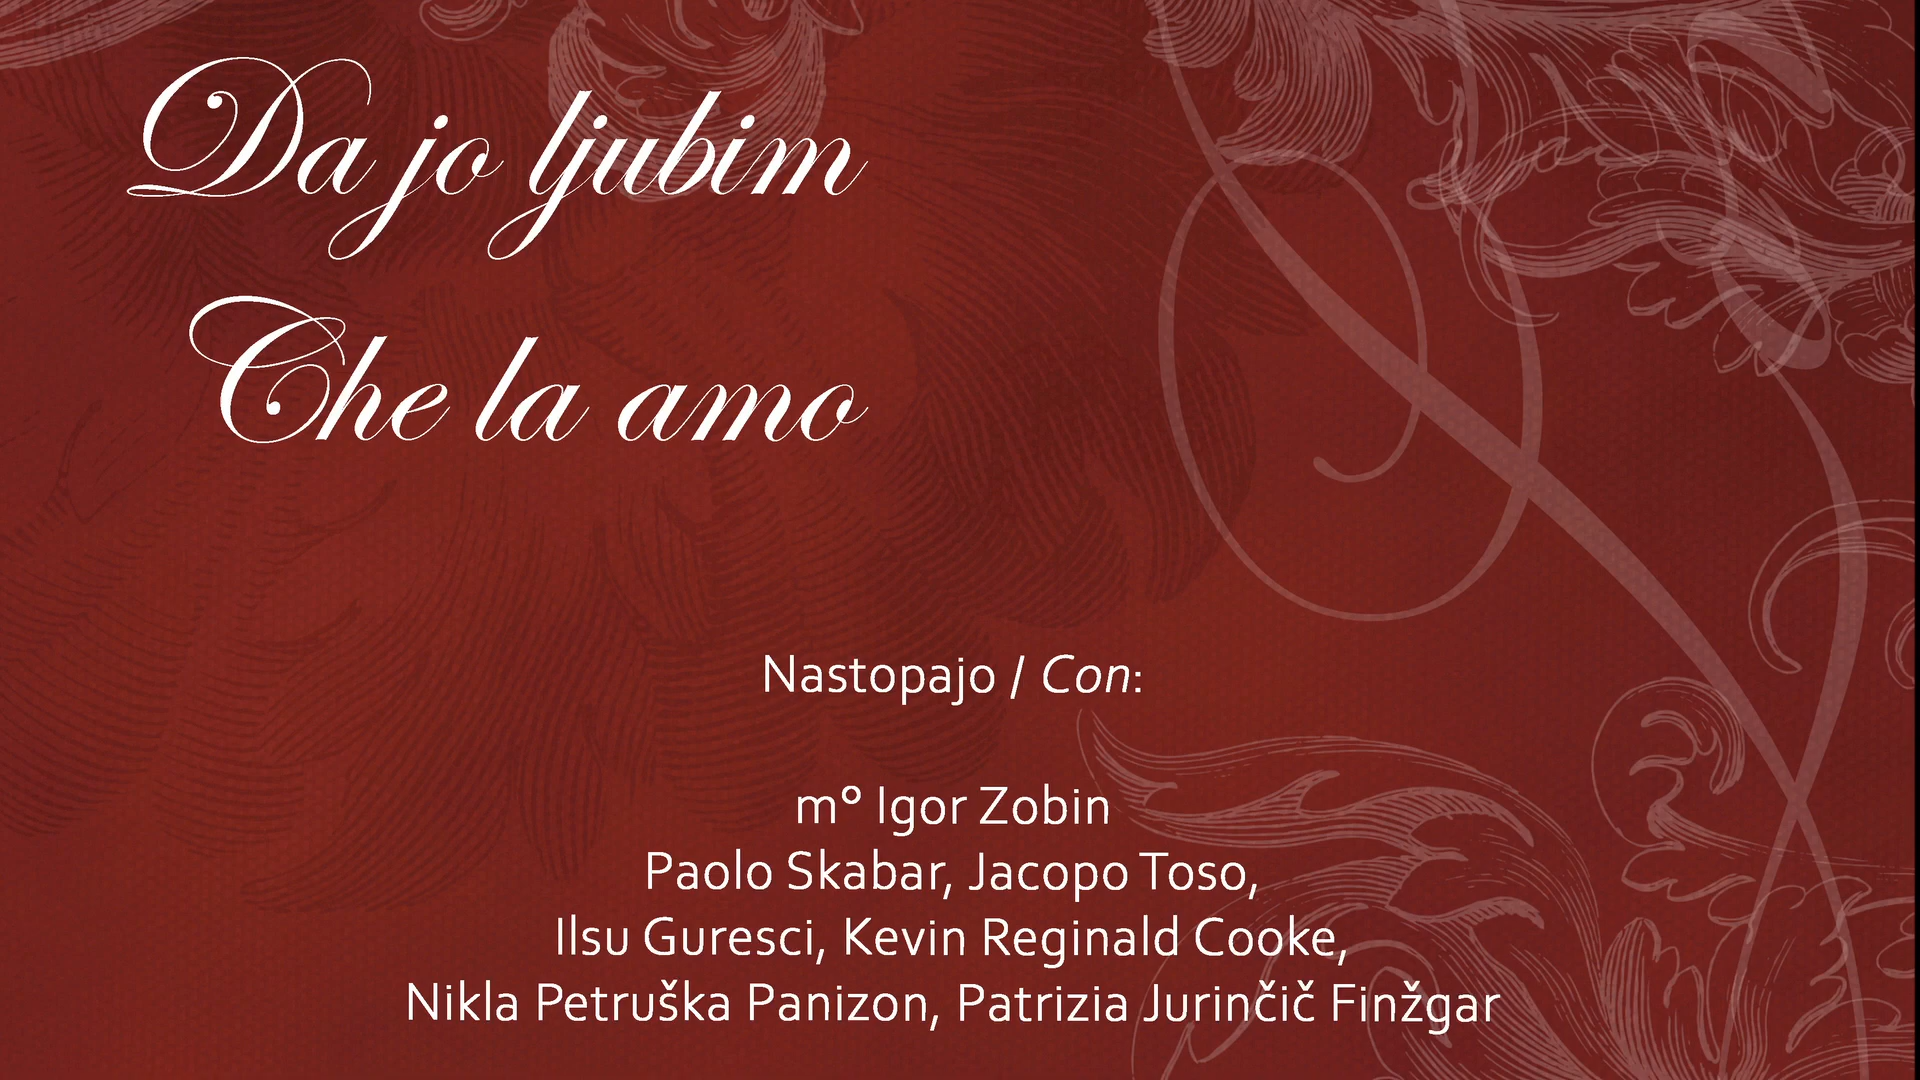 Da jo ljubim
Che la amo
Nastopajo / Con:
m° Igor Zobin
Paolo Skabar, Jacopo Toso,
Ilsu Guresci, Kevin Reginald Cooke,
Nikla Petruška Panizon, Patrizia Jurinčič Finžgar